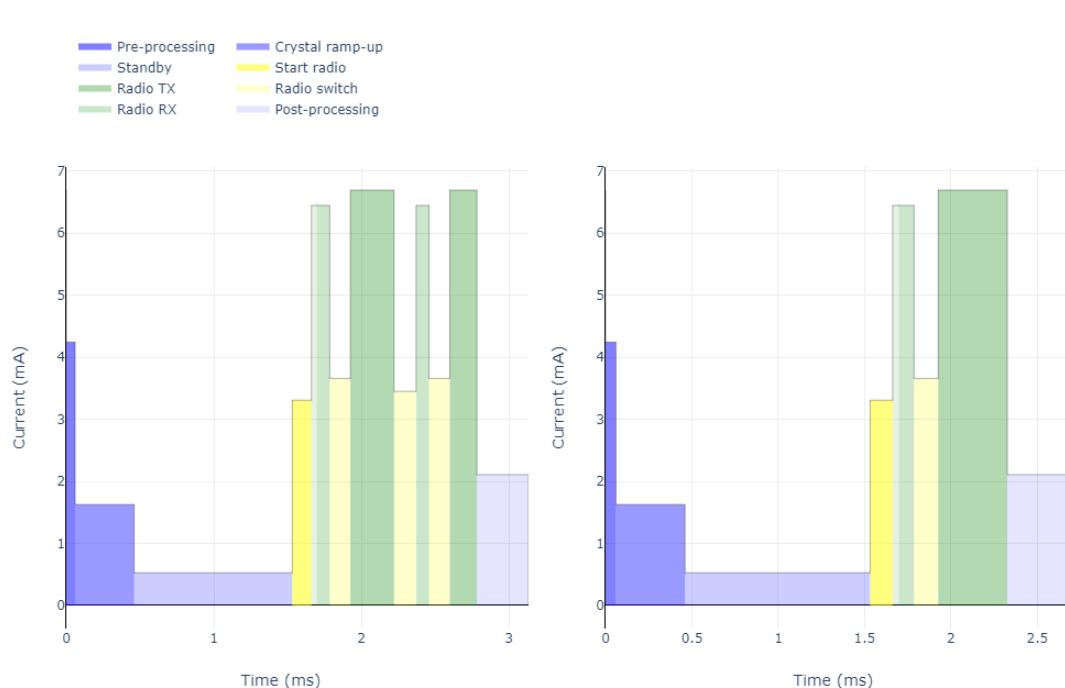 Pre-processing Crystal ramp-up
Standby Start radio
Radio TX Radio switch
Radio RX Post-processing
7
6
5
4
3
2
1
0
Current (mA)
0 1 2 3
Time (ms)
7
6
5
4
3
2
1
0
Current (mA)
0 0.5 1 1.5 2 2.5
Time (ms)